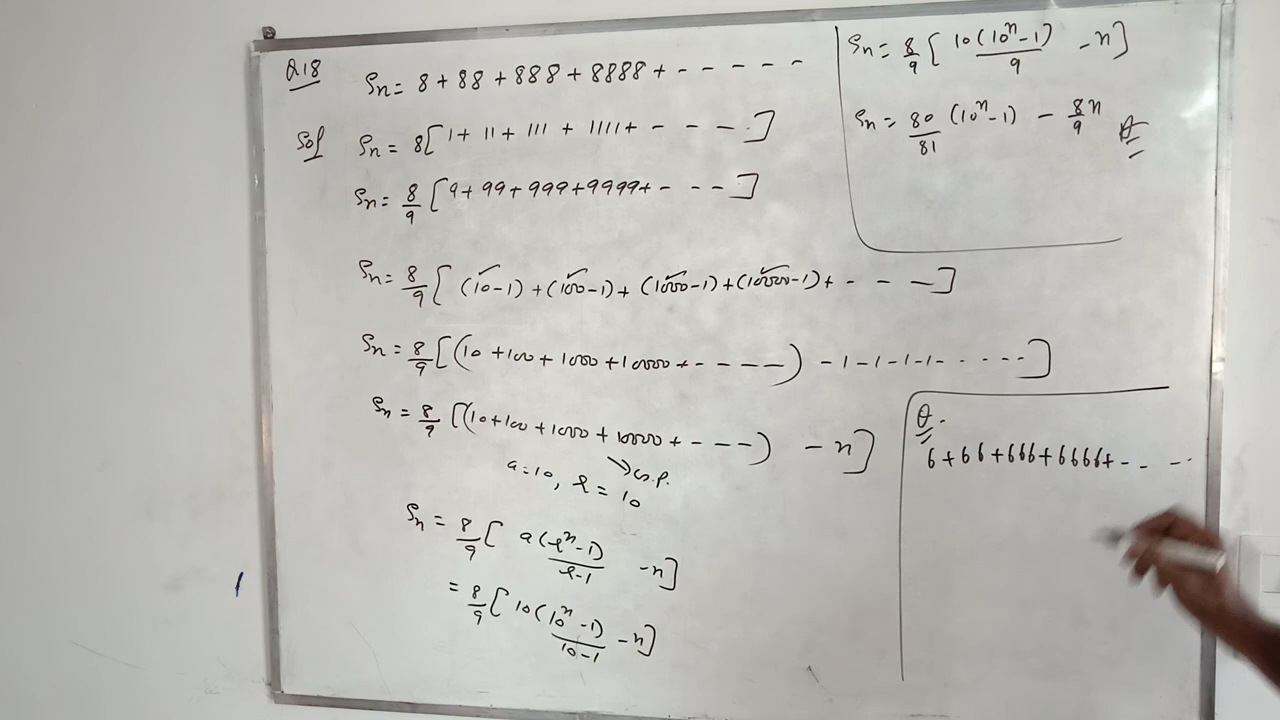 Q18 Sn = 8 + 88 + 888 + 8888 + - - - - -
Sol Sn = 8[ 1 + 11 + 111 + 1111 + - - - - ]
Sn = 8/9 [ 9 + 99 + 999 + 9999 + - - - ]
Sn = 8/9 [ (10-1) + (100-1) + (1000-1) + (10000-1) + - - - ]
Sn = 8/9 [ (10 + 100 + 1000 + 10000 + - - - - - ) -1-1-1-1- - - - - ]
Sn = 8/9 [ (10 + 100 + 1000 + 10000 + - - - - ) - n ]
a = 10, r = 10 → G.P.
Sn = 8/9 [ a(r^n - 1)/r-1 - n ]
= 8/9 [ 10(10^n - 1)/10-1 - n ]
Sn = 8/9 [ 10(10^n - 1)/9 - n ]
Sn = 80/81 (10^n - 1) - 8n/9
Q.
6 + 66 + 666 + 6666 + - - - -